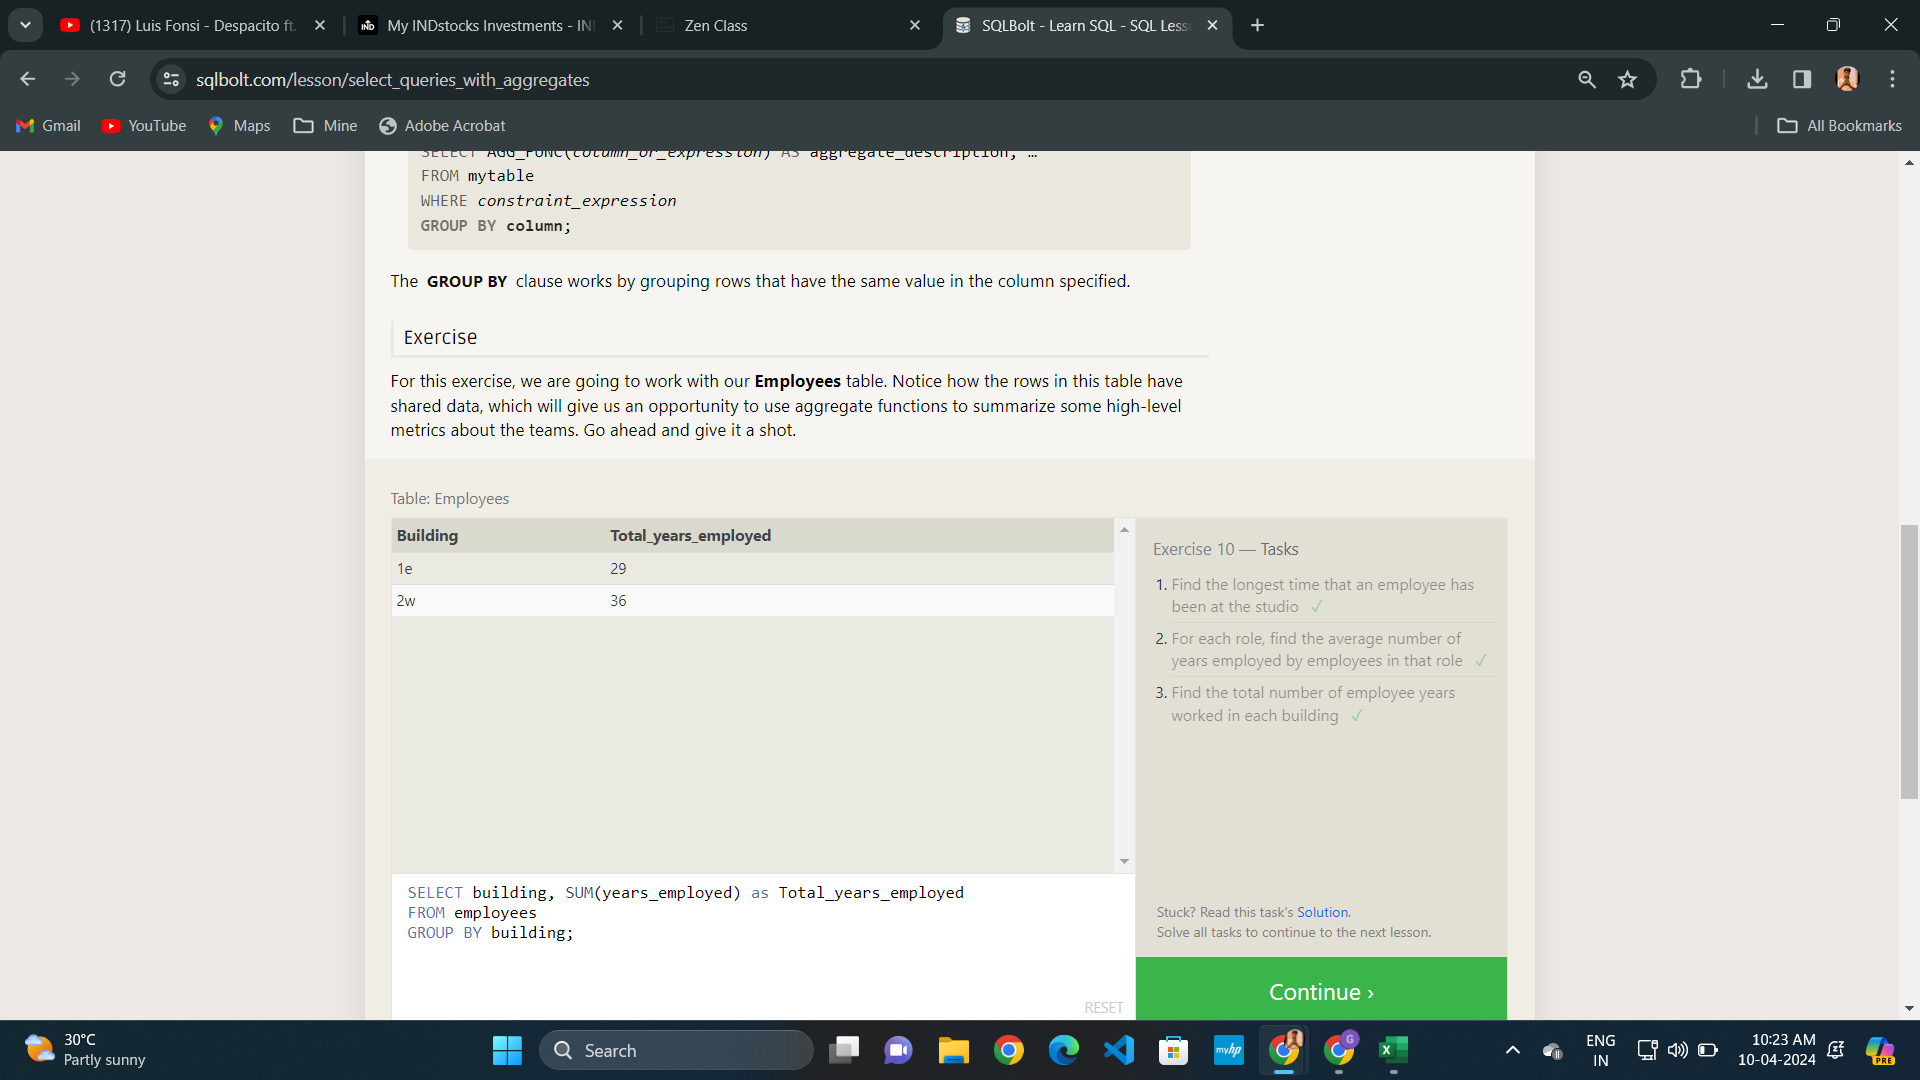 (1317) Luis Fonsi - Despacito ft.
My INDstocks Investments - IN
Zen Class
SQLBolt - Learn SQL - SQL Less
sqlbolt.com/lesson/select_queries_with_aggregates
Gmail
YouTube
Maps
Mine
Adobe Acrobat
All Bookmarks
SELECT AGG_FUNC(column_or_expression) AS aggregate_description, …
FROM mytable
WHERE constraint_expression
GROUP BY column;
The GROUP BY clause works by grouping rows that have the same value in the column specified.
Exercise
For this exercise, we are going to work with our Employees table. Notice how the rows in this table have
shared data, which will give us an opportunity to use aggregate functions to summarize some high-level
metrics about the teams. Go ahead and give it a shot.
Table: Employees
Building Total_years_employed
1e 29
2w 36
SELECT building, SUM(years_employed) as Total_years_employed
FROM employees
GROUP BY building;
RESET
Exercise 10 — Tasks
1. Find the longest time that an employee has
been at the studio ✓
2. For each role, find the average number of
years employed by employees in that role ✓
3. Find the total number of employee years
worked in each building ✓
Stuck? Read this task's Solution.
Solve all tasks to continue to the next lesson.
Continue ›
30°C
Partly sunny
Search
myhp
G
ENG
IN
10:23 AM
10-04-2024
PRE